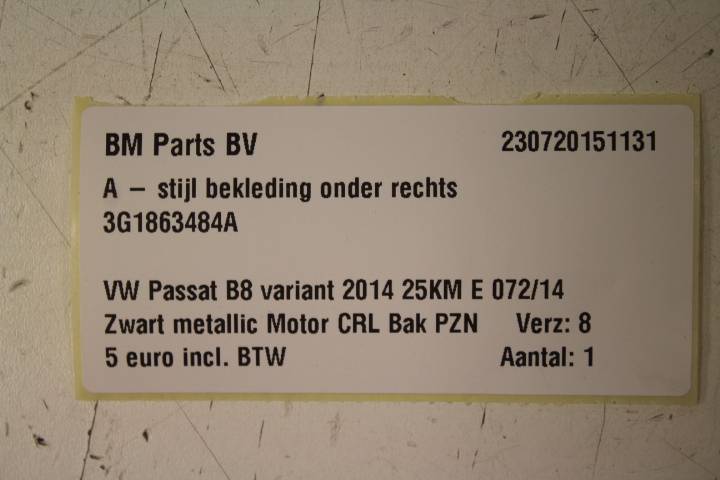 BM Parts BV 230720151131
A – stijl bekleding onder rechts
3G1863484A
VW Passat B8 variant 2014 25KM E 072/14
Zwart metallic Motor CRL Bak PZN Verz: 8
5 euro incl. BTW Aantal: 1